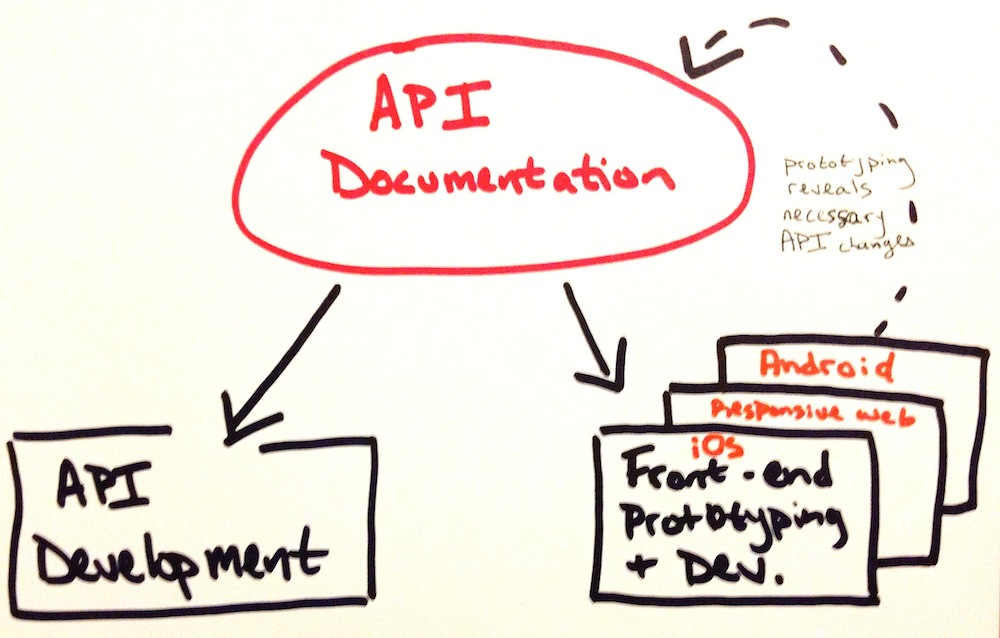 API
Documentation
prototyping
reveals
necessary
API changes
Android
Responsive web
iOS
Front-end
Prototyping
+ Dev.
API
Development